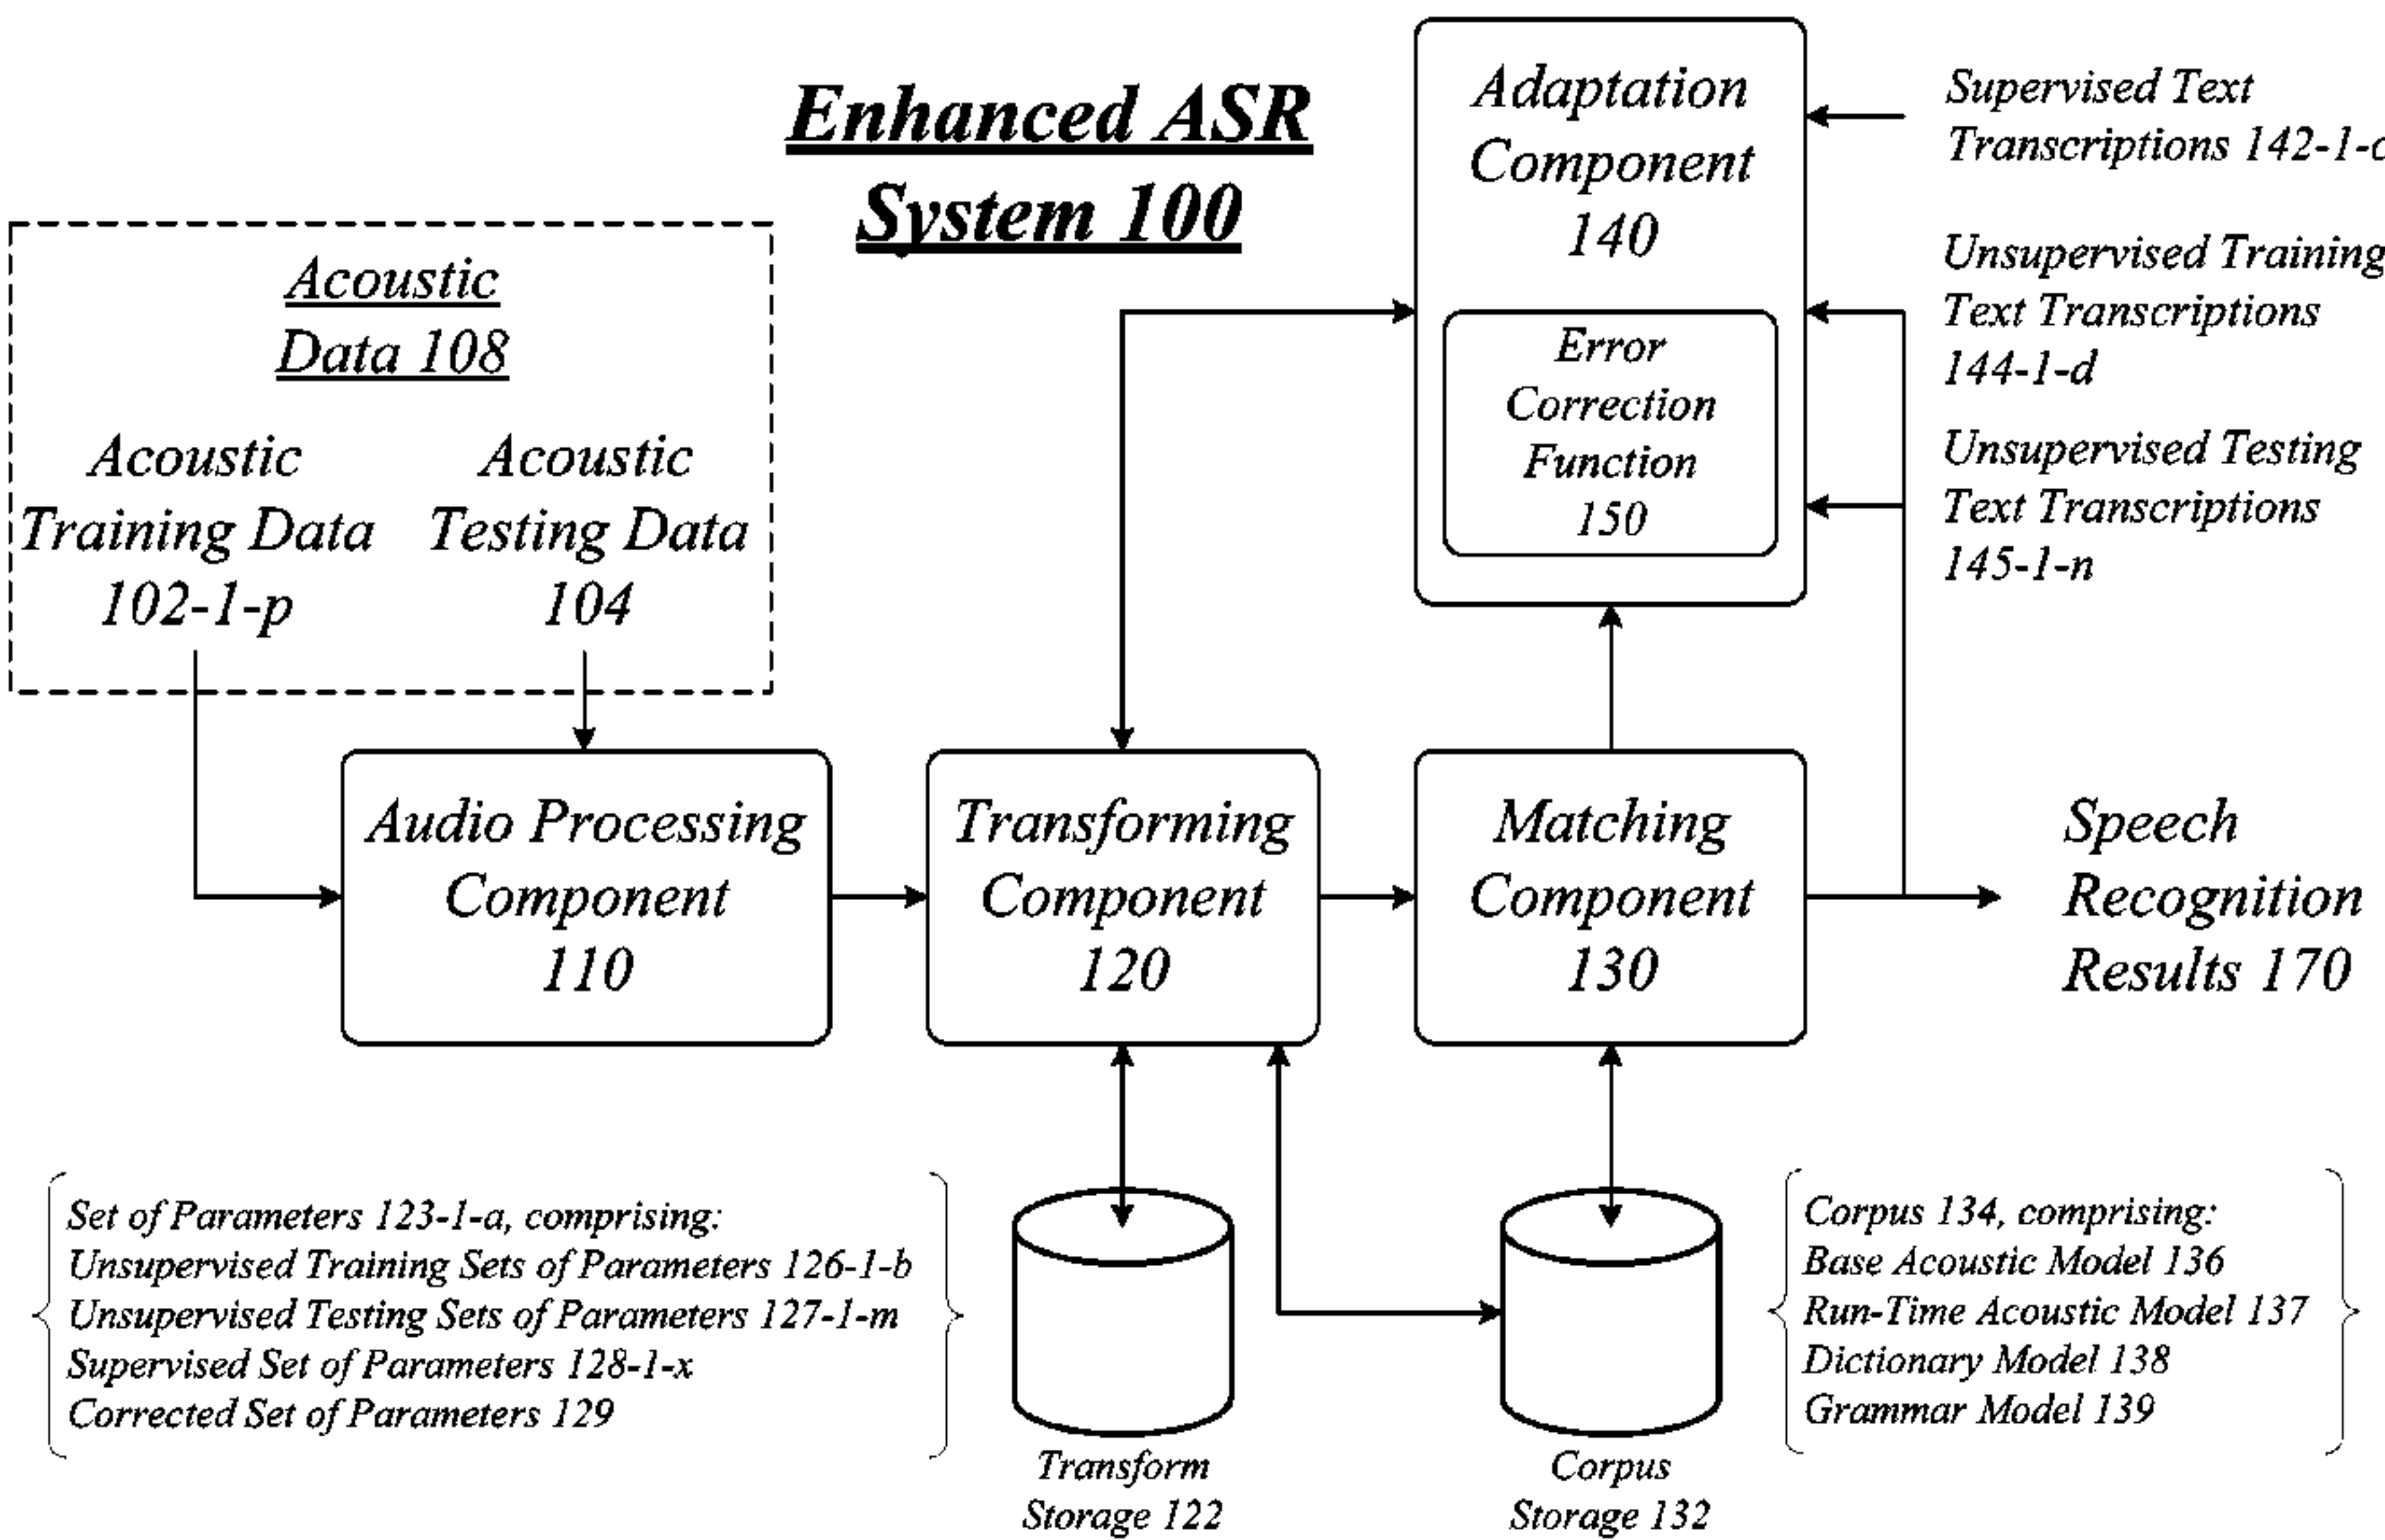 Enhanced ASR
System 100
Acoustic
Data 108
Acoustic
Training Data
102-1-p
Acoustic
Testing Data
104
Adaptation
Component
140
Error
Correction
Function
150
Supervised Text
Transcriptions 142-1-c
Unsupervised Training
Text Transcriptions
144-1-d
Unsupervised Testing
Text Transcriptions
145-1-n
Audio Processing
Component
110
Transforming
Component
120
Matching
Component
130
Speech
Recognition
Results 170
Set of Parameters 123-1-a, comprising:
Unsupervised Training Sets of Parameters 126-1-b
Unsupervised Testing Sets of Parameters 127-1-m
Supervised Set of Parameters 128-1-x
Corrected Set of Parameters 129
Transform
Storage 122
Corpus
Storage 132
Corpus 134, comprising:
Base Acoustic Model 136
Run-Time Acoustic Model 137
Dictionary Model 138
Grammar Model 139